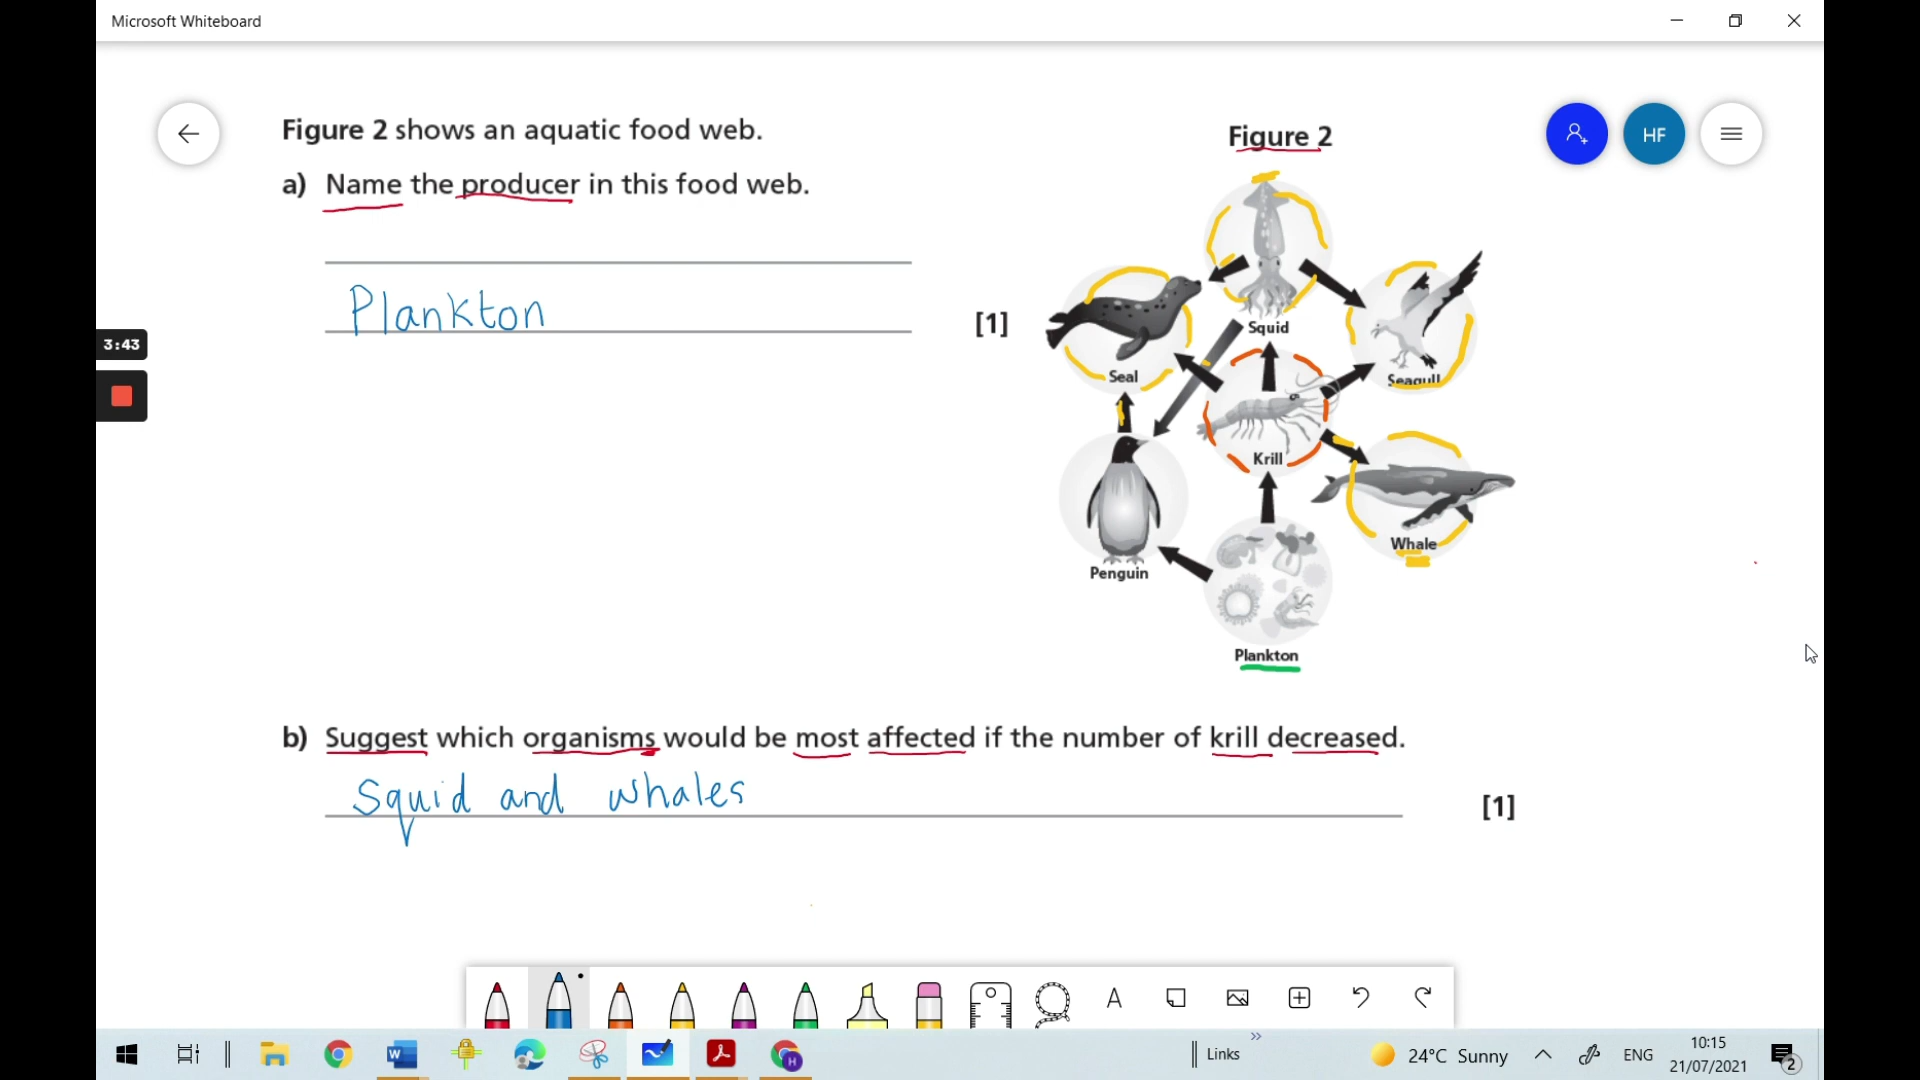 Microsoft Whiteboard
Figure 2 shows an aquatic food web.
a) Name the producer in this food web.
Plankton
[1]
Figure 2
HF
Squid
Seal
Seagull
Krill
Whale
Penguin
Plankton
3:43
b) Suggest which organisms would be most affected if the number of krill decreased.
Squid and whales
[1]
Links
24°C Sunny
ENG
10:15
21/07/2021
2